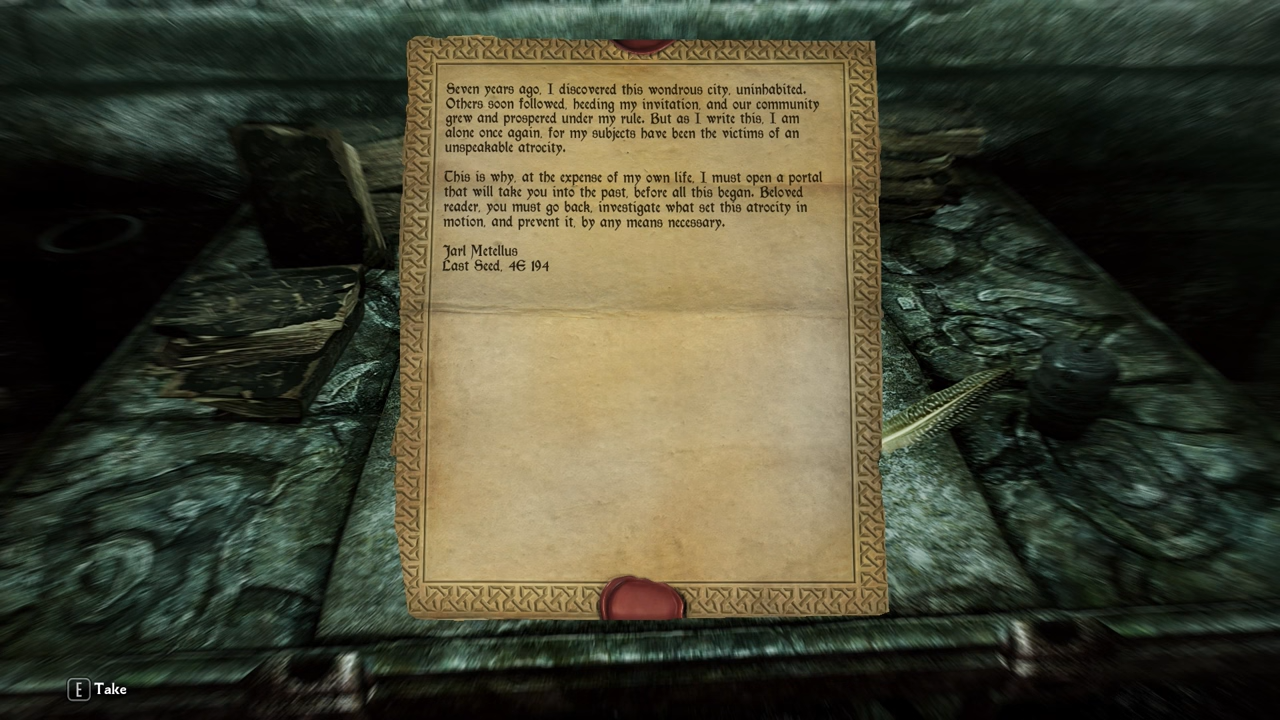 Seven years ago, I discovered this wondrous city, uninhabited.
Others soon followed, heeding my invitation, and our community
grew and prospered under my rule. But as I write this, I am
alone once again, for my subjects have been the victims of an
unspeakable atrocity.
This is why, at the expense of my own life, I must open a portal
that will take you into the past, before all this began. Beloved
reader, you must go back, investigate what set this atrocity in
motion, and prevent it, by any means necessary.
Jarl Metellus
Last Seed, 4E 194
E Take